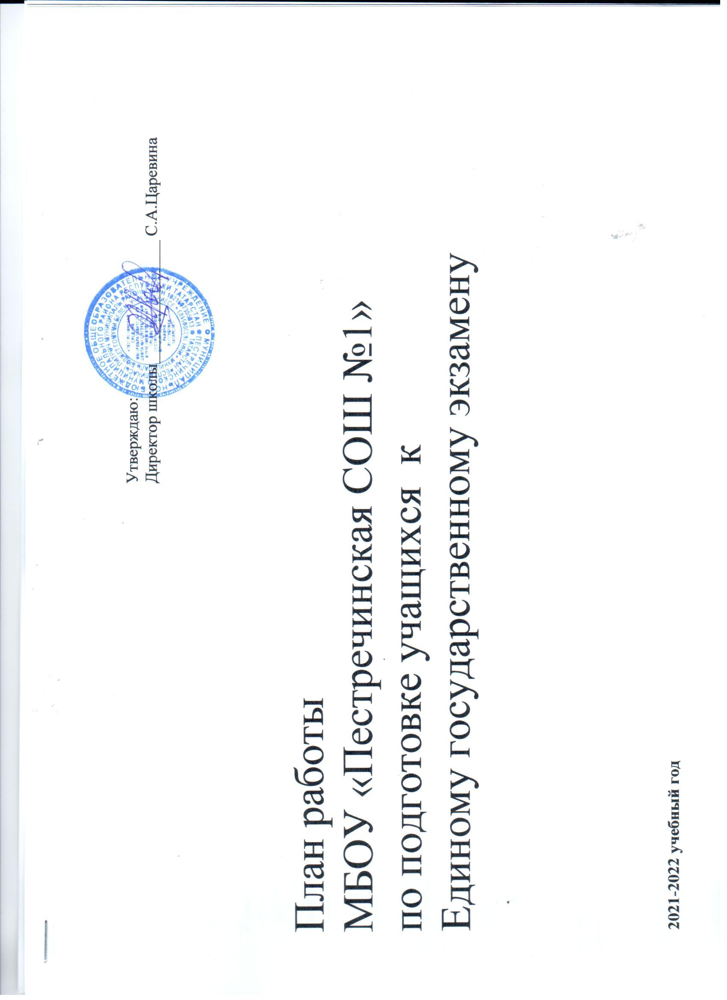 Утверждаю:
Директор школы С.А.Царевина
План работы
МБОУ «Пестречинская СОШ №1»
по подготовке учащихся к
Единому государственному экзамену
2021-2022 учебный год